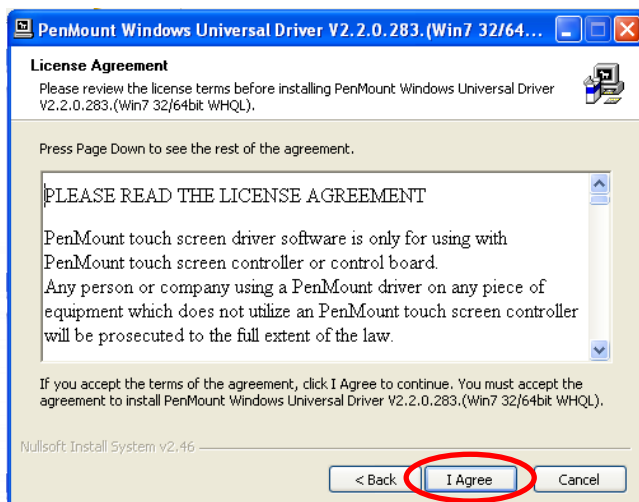 PenMount Windows Universal Driver V2.2.0.283.(Win7 32/64...
License Agreement
Please review the license terms before installing PenMount Windows Universal Driver
V2.2.0.283.(Win7 32/64bit WHQL).
Press Page Down to see the rest of the agreement.
PLEASE READ THE LICENSE AGREEMENT
PenMount touch screen driver software is only for using with
PenMount touch screen controller or control board.
Any person or company using a PenMount driver on any piece of
equipment which does not utilize an PenMount touch screen controller
will be prosecuted to the full extent of the law.
If you accept the terms of the agreement, click I Agree to continue. You must accept the
agreement to install PenMount Windows Universal Driver V2.2.0.283.(Win7 32/64bit WHQL).
Nullsoft Install System v2.46
< Back I Agree Cancel